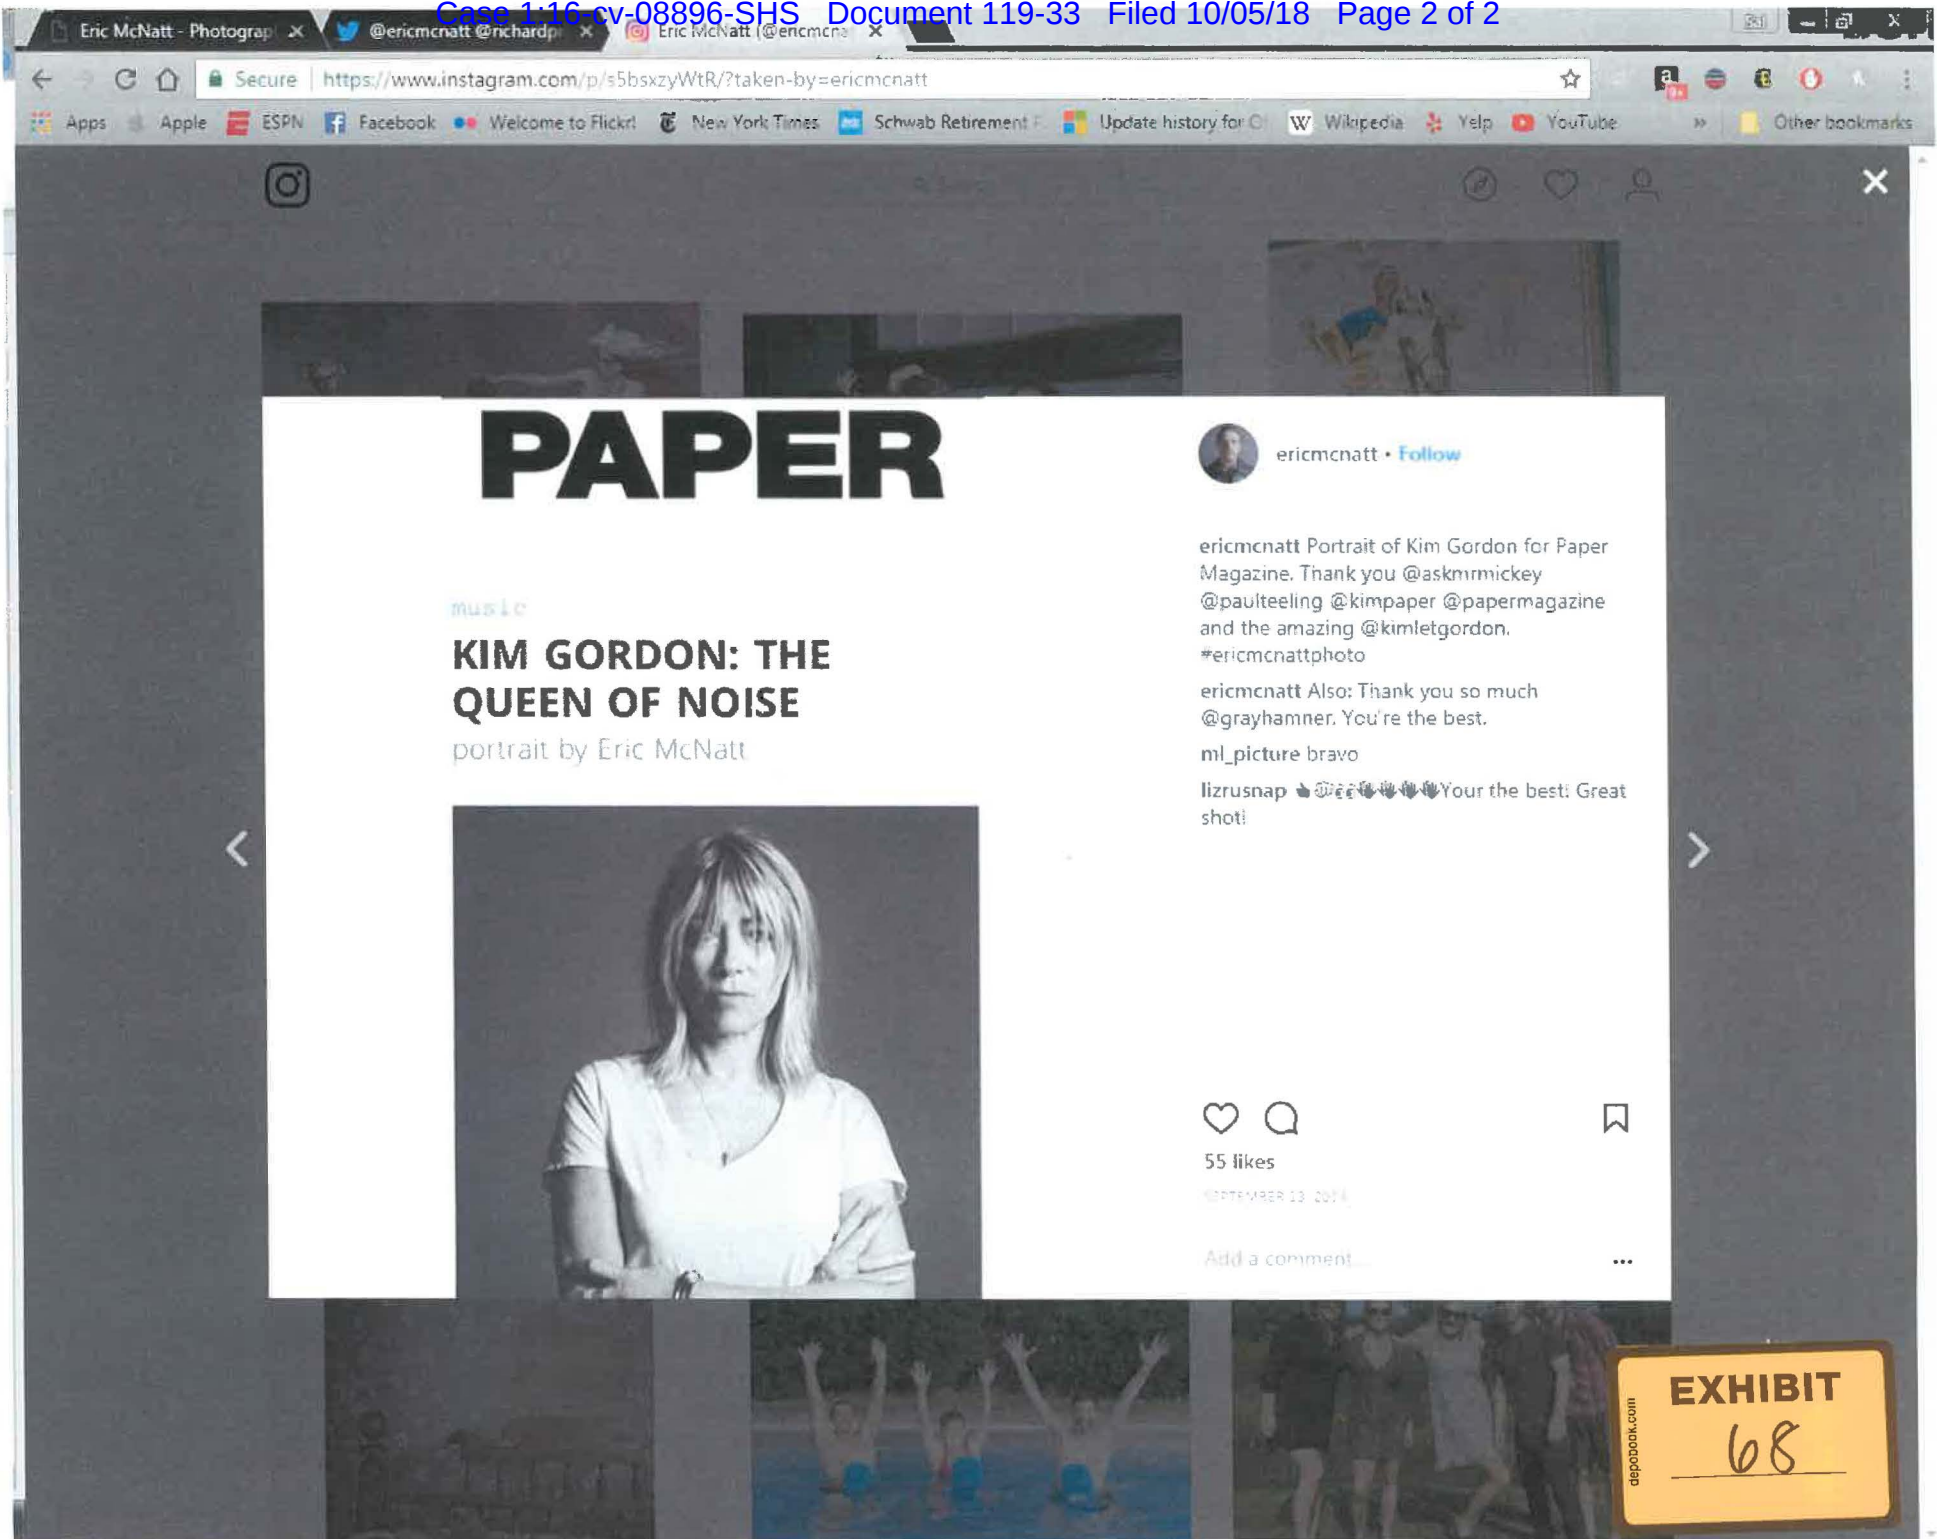 Case 1:16-cv-08896-SHS Document 119-33 Filed 10/05/18 Page 2 of 2
Eric McNatt - Photograp
@ericmcnatt @richardp
Eric McNatt (@ericmcna
Secure https://www.instagram.com/p/s5bsxzyWtR/?taken-by=ericmcnatt
Apps Apple ESPN Facebook Welcome to Flickr! New York Times Schwab Retirement Update history for W Wikipedia Yelp YouTube » Other bookmarks
PAPER
music
KIM GORDON: THE
QUEEN OF NOISE
portrait by Eric McNatt
ericmcnatt • Follow
ericmcnatt Portrait of Kim Gordon for Paper
Magazine. Thank you @askmrmickey
@paulteeling @kimpaper @papermagazine
and the amazing @kimletgordon.
#ericmcnattphoto
ericmcnatt Also: Thank you so much
@grayhamner. You're the best.
ml_picture bravo
lizrusnap Your the best! Great
shot!
55 likes
SEPTEMBER
Add a comment...
EXHIBIT
68
depobook.com